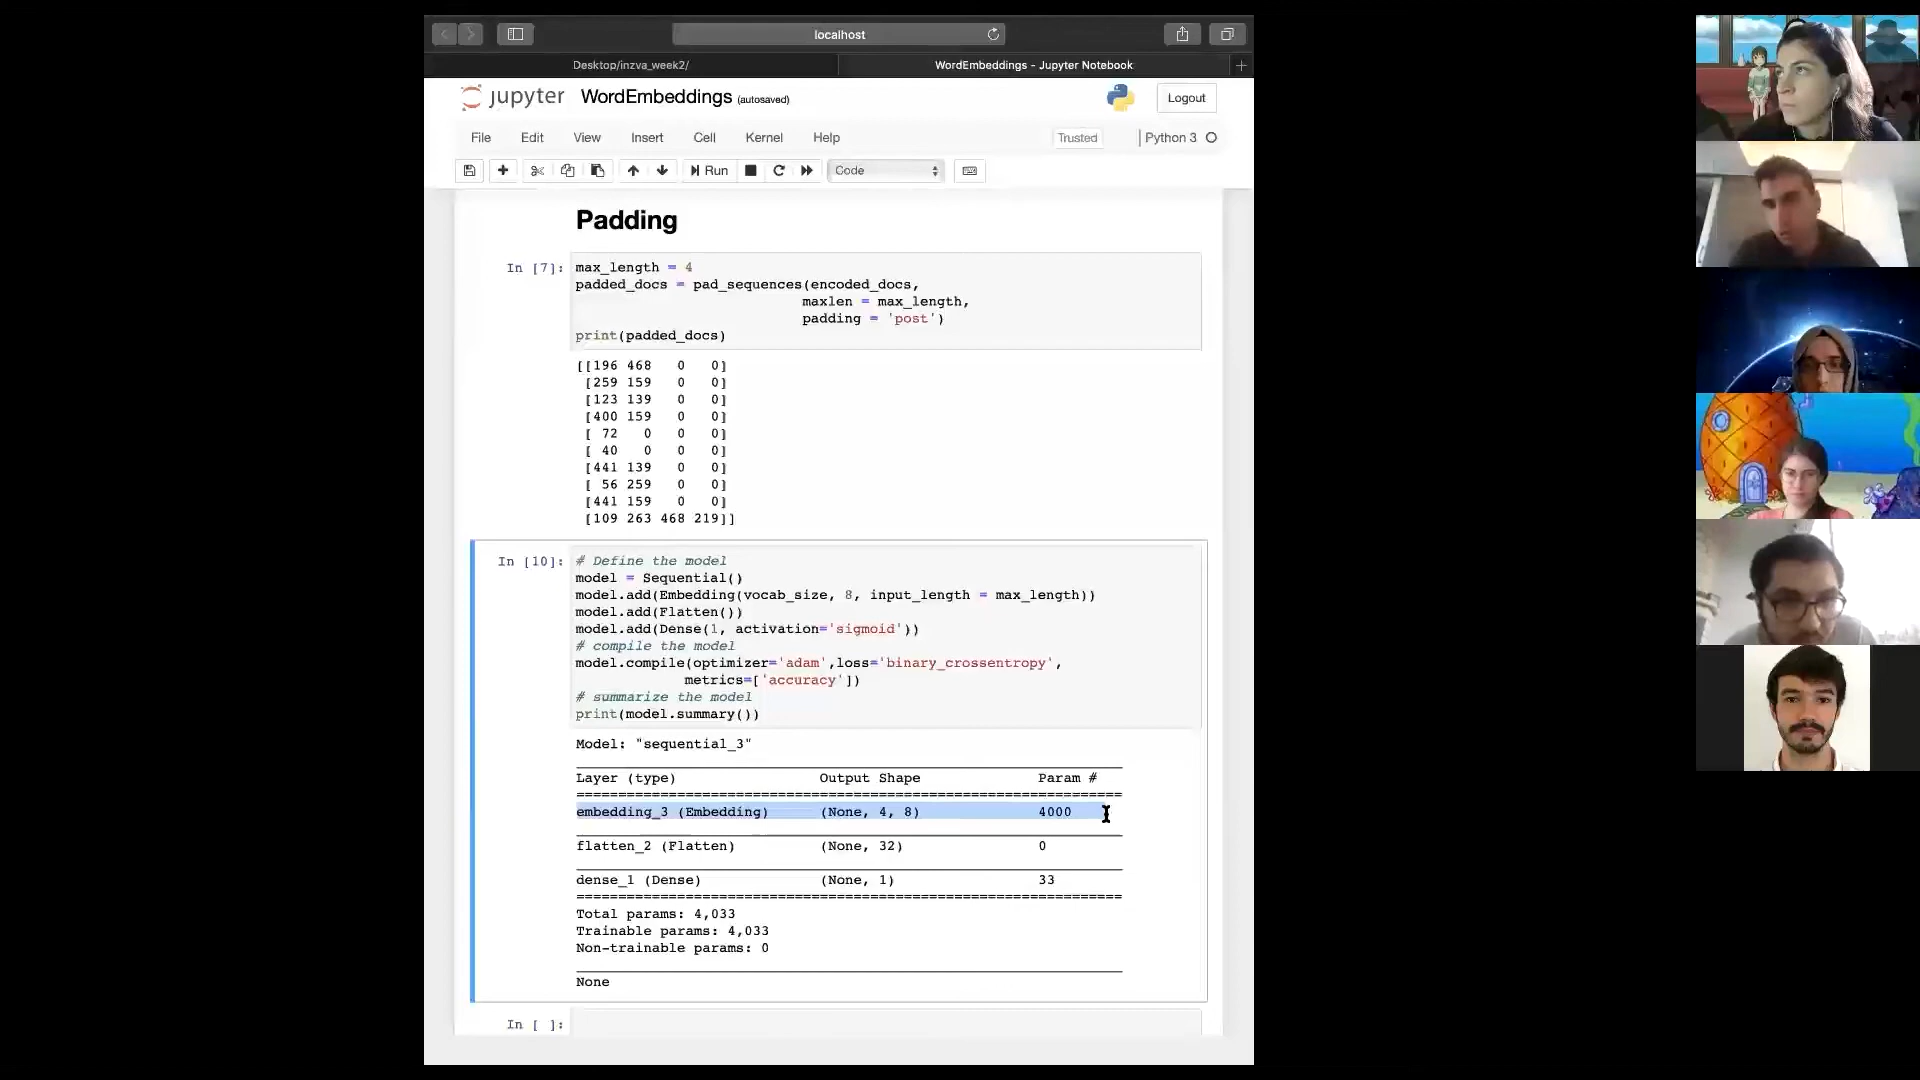 localhost
Desktop/inzva_week2/
WordEmbeddings - Jupyter Notebook
jupyter WordEmbeddings (autosaved)
Logout
File Edit View Insert Cell Kernel Help
Trusted
Python 3
Run
Code
Padding
In [7]:
max_length = 4
padded_docs = pad_sequences(encoded_docs,
maxlen = max_length,
padding = 'post')
print(padded_docs)
[[196 468 0 0]
[259 159 0 0]
[123 139 0 0]
[400 159 0 0]
[ 72 0 0 0]
[ 40 0 0 0]
[441 139 0 0]
[ 56 259 0 0]
[441 159 0 0]
[109 263 468 219]]
In [10]:
# Define the model
model = Sequential()
model.add(Embedding(vocab_size, 8, input_length = max_length))
model.add(Flatten())
model.add(Dense(1, activation='sigmoid'))
# compile the model
model.compile(optimizer='adam',loss='binary_crossentropy',
metrics=['accuracy'])
# summarize the model
print(model.summary())
Model: "sequential_3"
Layer (type) Output Shape Param #
embedding_3 (Embedding) (None, 4, 8) 4000
flatten_2 (Flatten) (None, 32) 0
dense_1 (Dense) (None, 1) 33
Total params: 4,033
Trainable params: 4,033
Non-trainable params: 0
None
In [ ]: